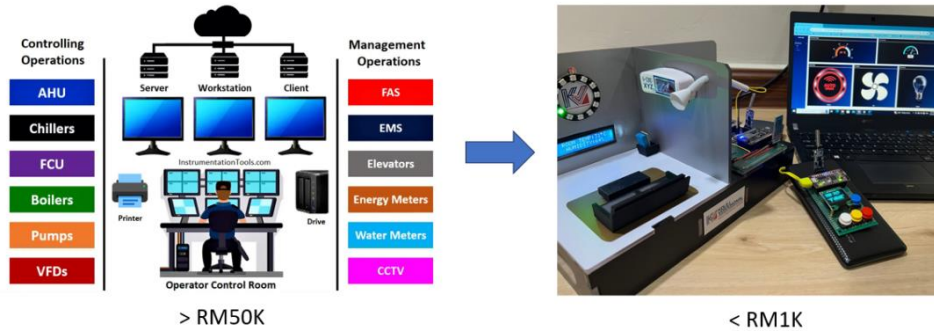 Controlling
Operations
AHU
Chillers
FCU
Boilers
Pumps
VFDs
Server
Workstation
Client
InstrumentationTools.com
Printer
Drive
Operator Control Room
Management
Operations
FAS
EMS
Elevators
Energy Meters
Water Meters
CCTV
> RM50K
< RM1K